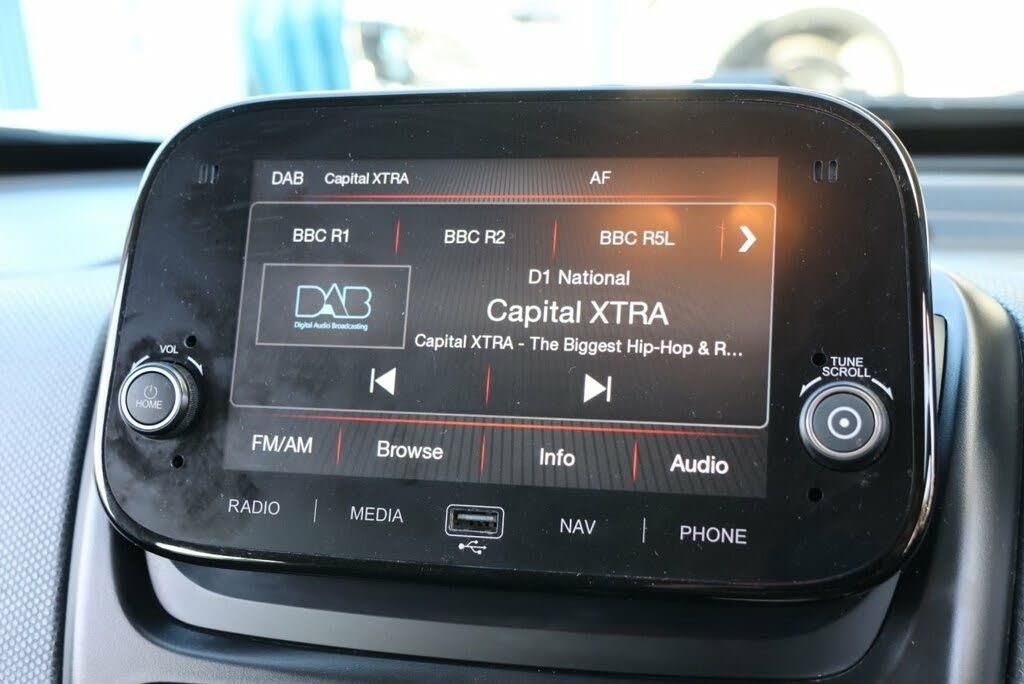 DAB Capital XTRA AF
BBC R1 BBC R2 BBC R5L
D1 National
DAB
Digital Audio Broadcasting
Capital XTRA
Capital XTRA - The Biggest Hip-Hop & R...
VOL
HOME
TUNE
SCROLL
FM/AM Browse Info Audio
RADIO MEDIA NAV PHONE